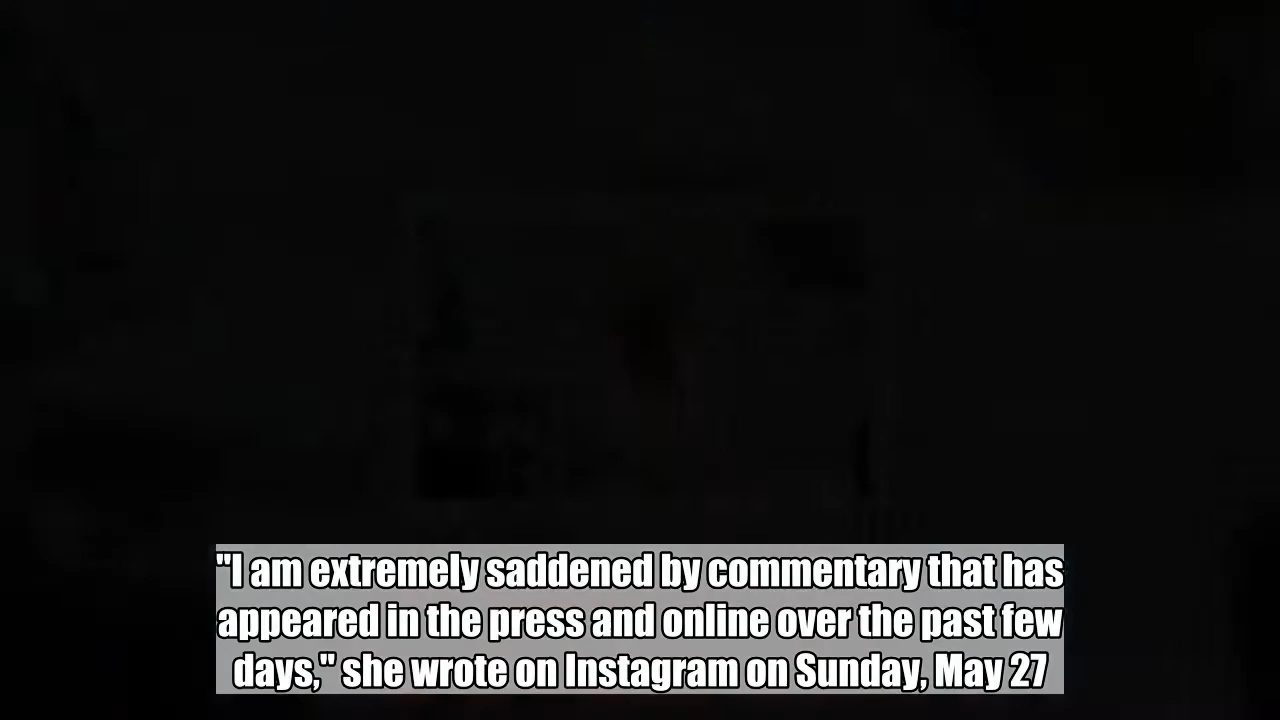 "I am extremely saddened by commentary that has
appeared in the press and online over the past few
days," she wrote on Instagram on Sunday, May 27